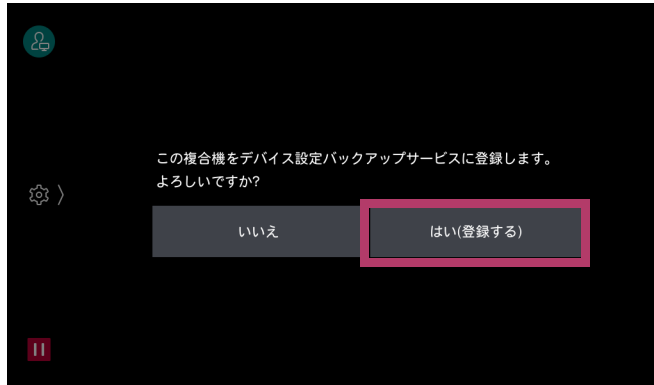 この複合機をデバイス設定バックアップサービスに登録します。
よろしいですか?
いいえ
はい(登録する)